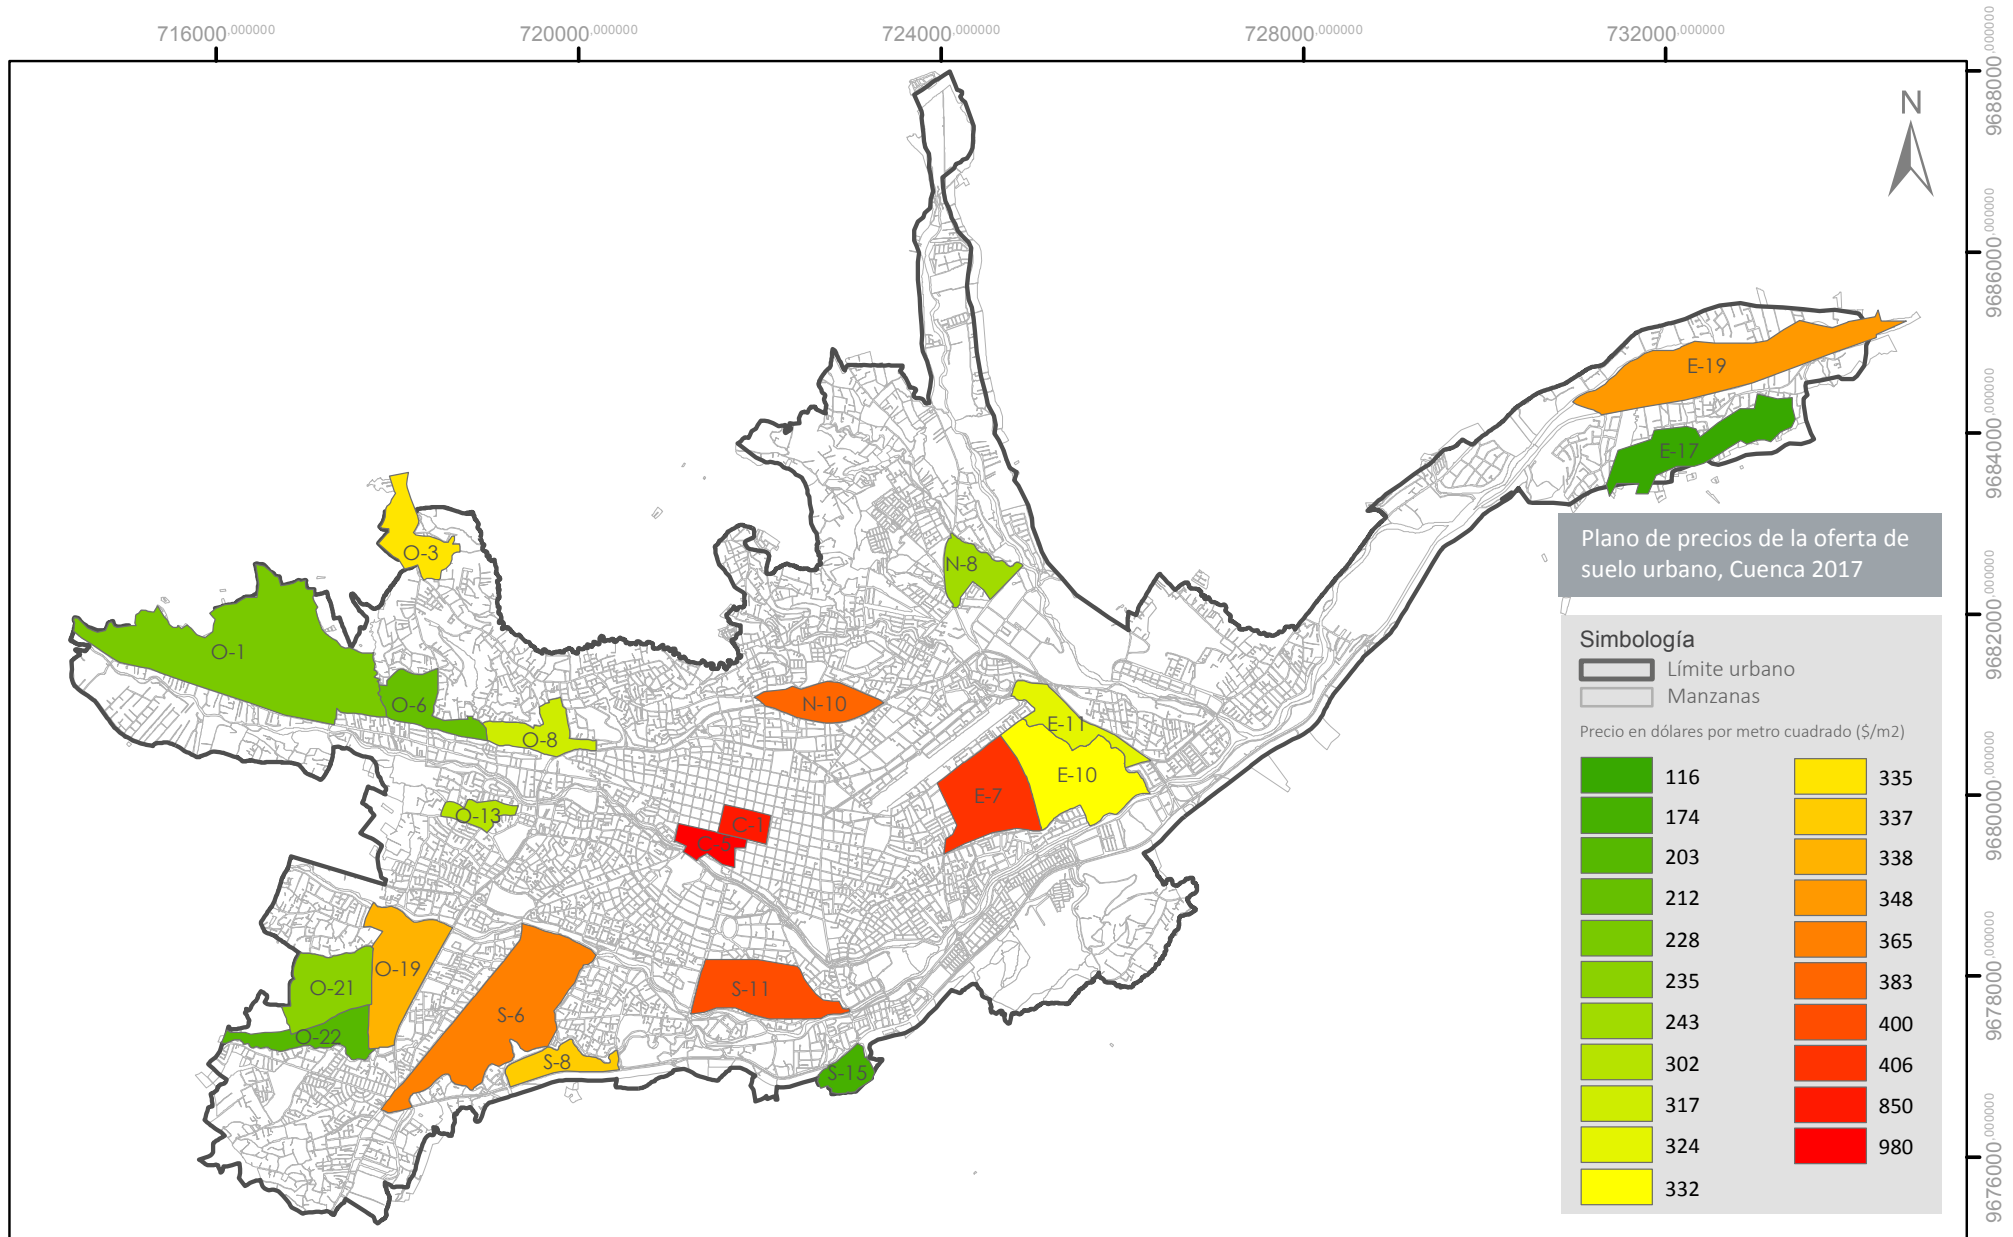 716000,000000
720000,000000
724000,000000
728000,000000
732000,000000
9688000,000000
9686000,000000
9684000,000000
9682000,000000
9680000,000000
9678000,000000
9676000,000000
N
E-19
E-17
O-3
N-8
O-1
O-6
N-10
E-11
O-8
E-10
E-7
O-13
C-1
C-5
O-19
O-21
S-11
S-6
O-22
S-8
S-15
Plano de precios de la oferta de
suelo urbano, Cuenca 2017
Simbología
Límite urbano
Manzanas
Precio en dólares por metro cuadrado ($/m2)
116
174
203
212
228
235
243
302
317
324
332
335
337
338
348
365
383
400
406
850
980